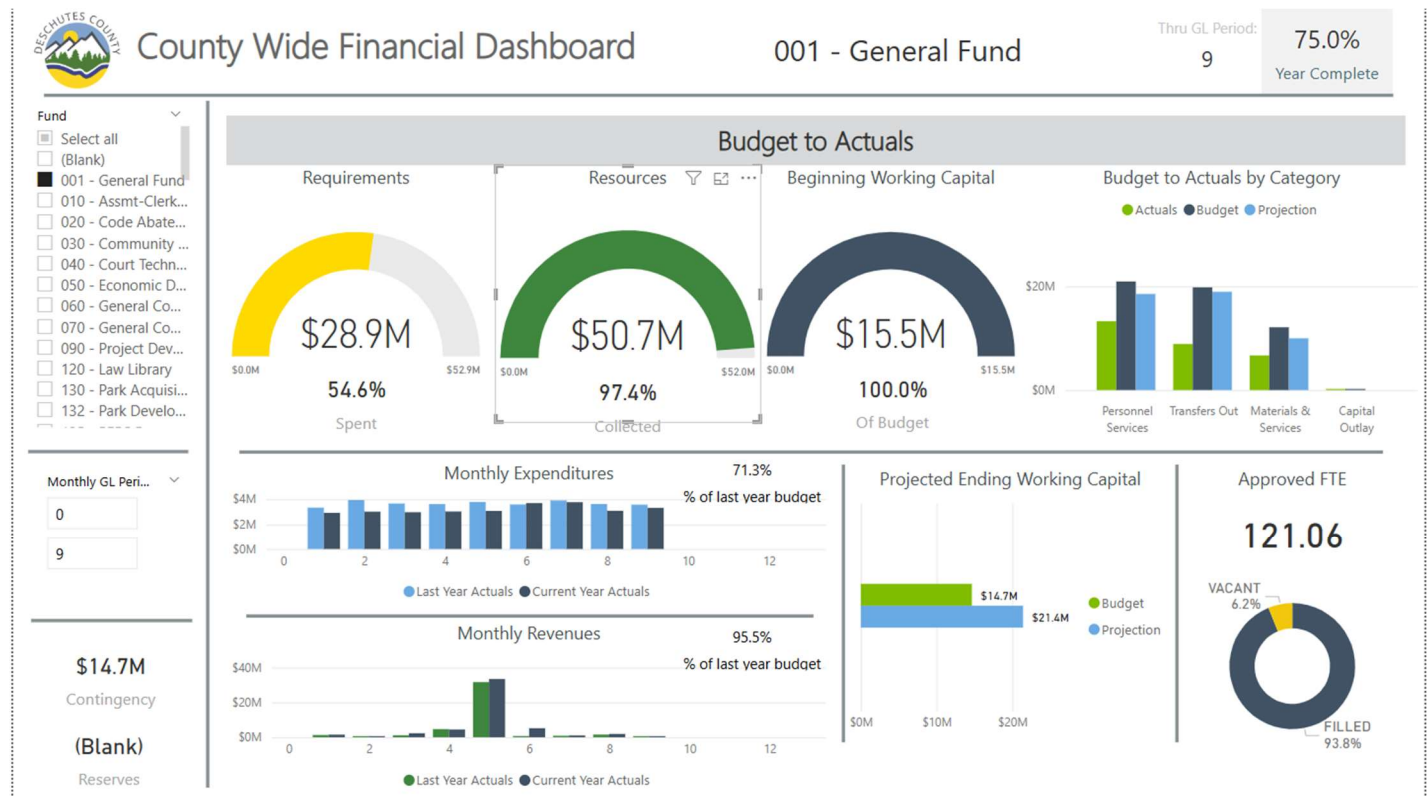 DESCHUTES COUNTY
County Wide Financial Dashboard
001 - General Fund
Thru GL Period:
9
75.0%
Year Complete
Fund
Select all
(Blank)
001 - General Fund
010 - Assmt-Clerk...
020 - Code Abate...
030 - Community ...
040 - Court Techn...
050 - Economic D...
060 - General Co...
070 - General Co...
090 - Project Dev...
120 - Law Library
130 - Park Acquisi...
132 - Park Develo...
Monthly GL Peri...
0
9
$14.7M
Contingency
(Blank)
Reserves
Budget to Actuals
Requirements
$28.9M
$0.0M
$52.9M
54.6%
Spent
Resources
$50.7M
$0.0M
$52.0M
97.4%
Collected
Beginning Working Capital
$15.5M
$0.0M
$15.5M
100.0%
Of Budget
Budget to Actuals by Category
Actuals Budget Projection
$20M
$0M
Personnel
Services
Transfers Out
Materials &
Services
Capital
Outlay
Monthly Expenditures
71.3%
% of last year budget
$4M
$2M
$0M
0 2 4 6 8 10 12
Last Year Actuals Current Year Actuals
Monthly Revenues
95.5%
% of last year budget
$40M
$20M
$0M
0 2 4 6 8 10 12
Last Year Actuals Current Year Actuals
Projected Ending Working Capital
$14.7M
$21.4M
Budget
Projection
$0M $10M $20M
Approved FTE
121.06
VACANT
6.2%
FILLED
93.8%